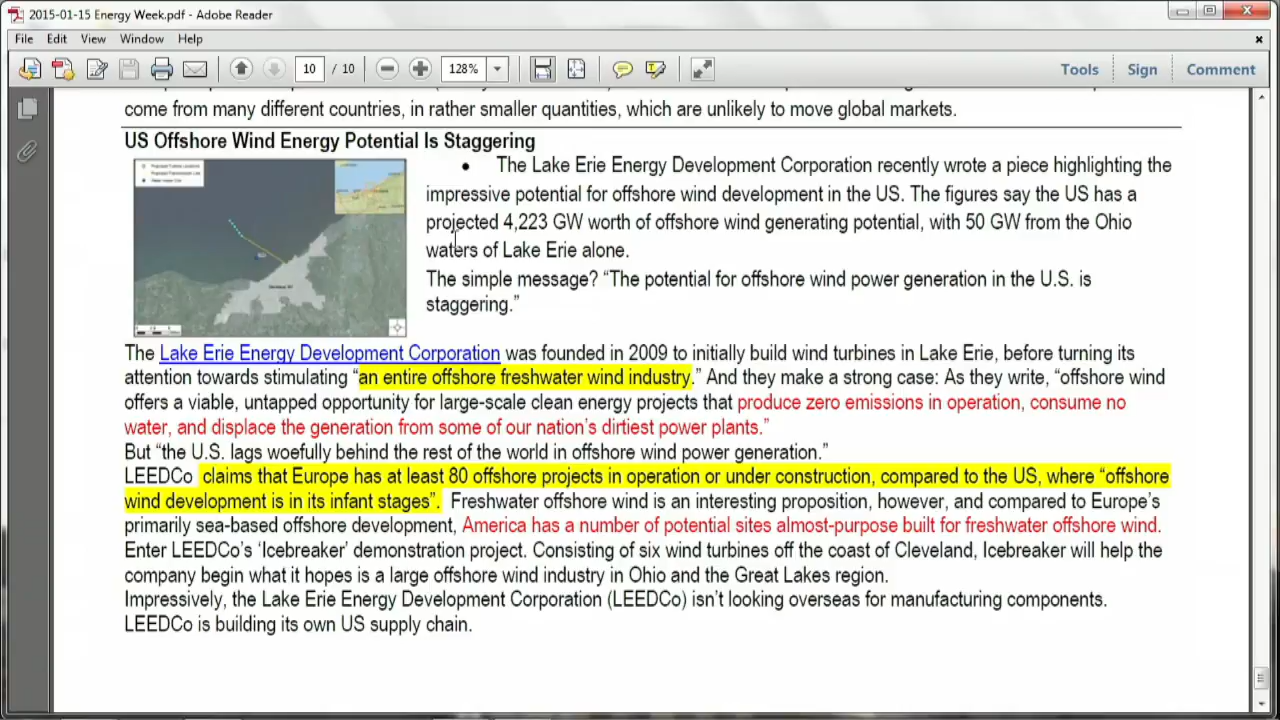 2015-01-15 Energy Week.pdf - Adobe Reader
File Edit View Window Help
10 / 10 128% Tools Sign Comment
come from many different countries, in rather smaller quantities, which are unlikely to move global markets.
US Offshore Wind Energy Potential Is Staggering
• The Lake Erie Energy Development Corporation recently wrote a piece highlighting the
impressive potential for offshore wind development in the US. The figures say the US has a
projected 4,223 GW worth of offshore wind generating potential, with 50 GW from the Ohio
waters of Lake Erie alone.
The simple message? “The potential for offshore wind power generation in the U.S. is
staggering.”
The Lake Erie Energy Development Corporation was founded in 2009 to initially build wind turbines in Lake Erie, before turning its
attention towards stimulating “an entire offshore freshwater wind industry.” And they make a strong case: As they write, “offshore wind
offers a viable, untapped opportunity for large-scale clean energy projects that produce zero emissions in operation, consume no
water, and displace the generation from some of our nation’s dirtiest power plants.”
But “the U.S. lags woefully behind the rest of the world in offshore wind power generation.”
LEEDCo claims that Europe has at least 80 offshore projects in operation or under construction, compared to the US, where “offshore
wind development is in its infant stages”. Freshwater offshore wind is an interesting proposition, however, and compared to Europe’s
primarily sea-based offshore development, America has a number of potential sites almost-purpose built for freshwater offshore wind.
Enter LEEDCo’s ‘Icebreaker’ demonstration project. Consisting of six wind turbines off the coast of Cleveland, Icebreaker will help the
company begin what it hopes is a large offshore wind industry in Ohio and the Great Lakes region.
Impressively, the Lake Erie Energy Development Corporation (LEEDCo) isn’t looking overseas for manufacturing components.
LEEDCo is building its own US supply chain.